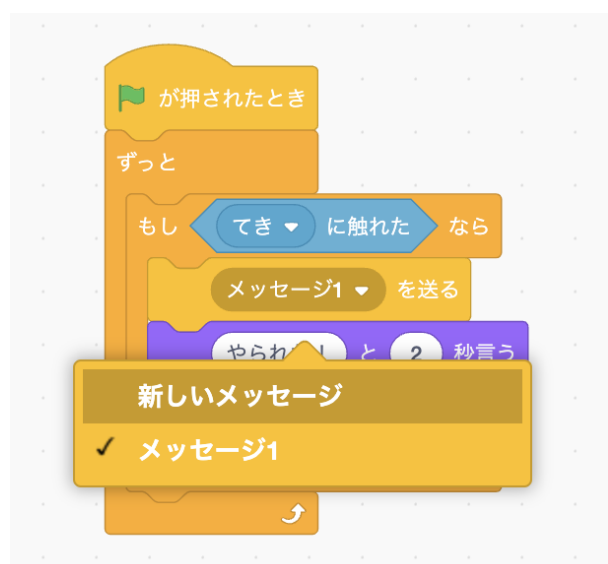 が押されたとき
ずっと
もし てき に触れた なら
メッセージ1 を送る
と 2 秒言う
新しいメッセージ
✓ メッセージ1